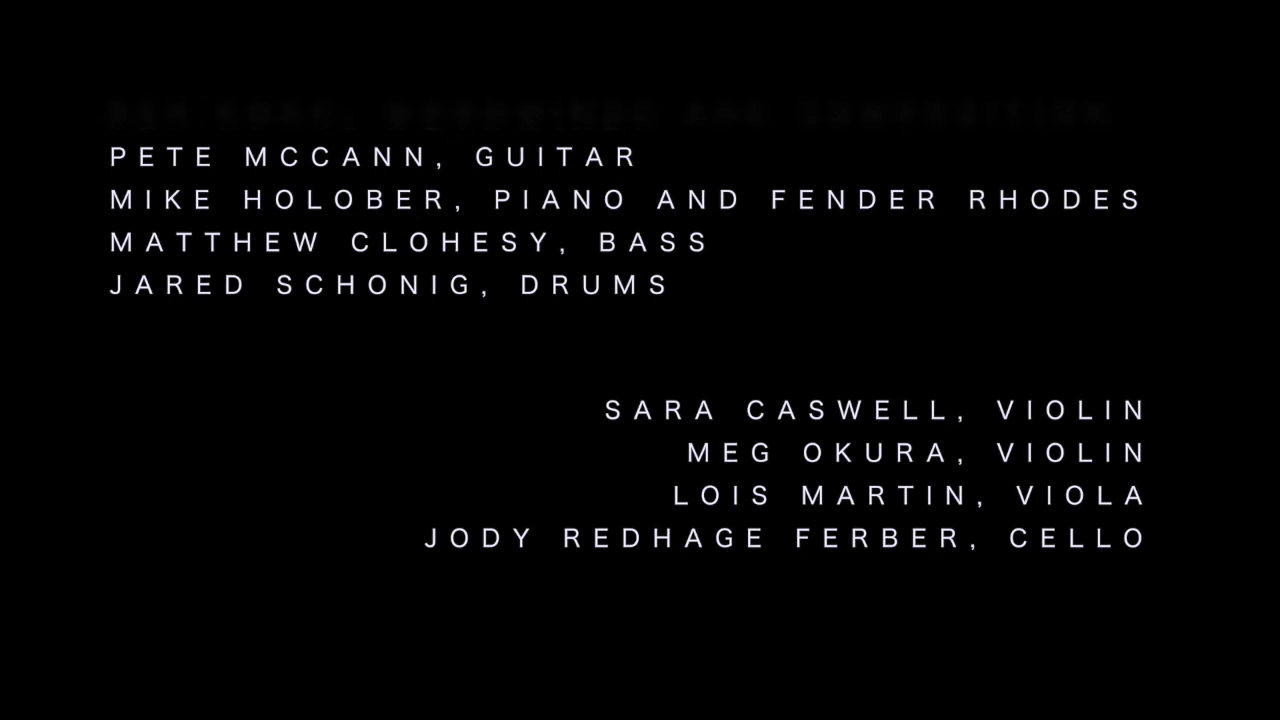 PETE MCCANN, GUITAR
MIKE HOLOBER, PIANO AND FENDER RHODES
MATTHEW CLOHESY, BASS
JARED SCHONIG, DRUMS
SARA CASWELL, VIOLIN
MEG OKURA, VIOLIN
LOIS MARTIN, VIOLA
JODY REDHAGE FERBER, CELLO